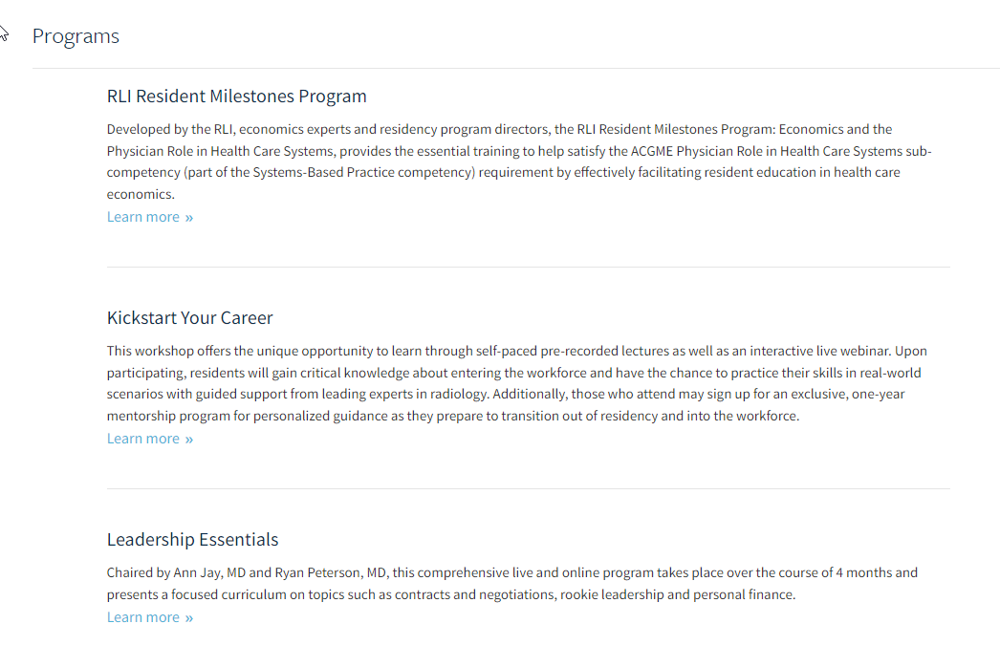 Programs
RLI Resident Milestones Program
Developed by the RLI, economics experts and residency program directors, the RLI Resident Milestones Program: Economics and the
Physician Role in Health Care Systems, provides the essential training to help satisfy the ACGME Physician Role in Health Care Systems sub-
competency (part of the Systems-Based Practice competency) requirement by effectively facilitating resident education in health care
economics.
Learn more »
Kickstart Your Career
This workshop offers the unique opportunity to learn through self-paced pre-recorded lectures as well as an interactive live webinar. Upon
participating, residents will gain critical knowledge about entering the workforce and have the chance to practice their skills in real-world
scenarios with guided support from leading experts in radiology. Additionally, those who attend may sign up for an exclusive, one-year
mentorship program for personalized guidance as they prepare to transition out of residency and into the workforce.
Learn more »
Leadership Essentials
Chaired by Ann Jay, MD and Ryan Peterson, MD, this comprehensive live and online program takes place over the course of 4 months and
presents a focused curriculum on topics such as contracts and negotiations, rookie leadership and personal finance.
Learn more »